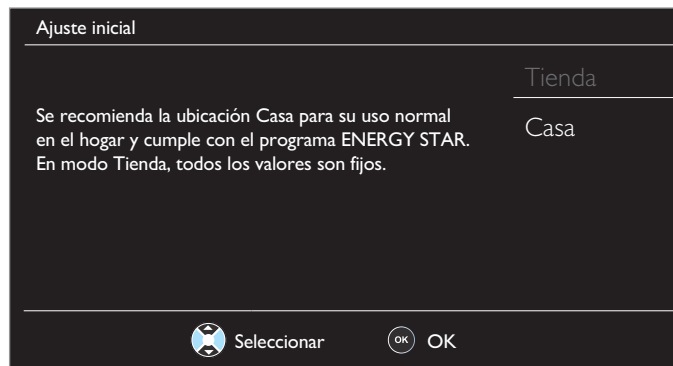 Ajuste inicial
Tienda
Casa
Se recomienda la ubicación Casa para su uso normal
en el hogar y cumple con el programa ENERGY STAR.
En modo Tienda, todos los valores son fijos.
Seleccionar
OK OK